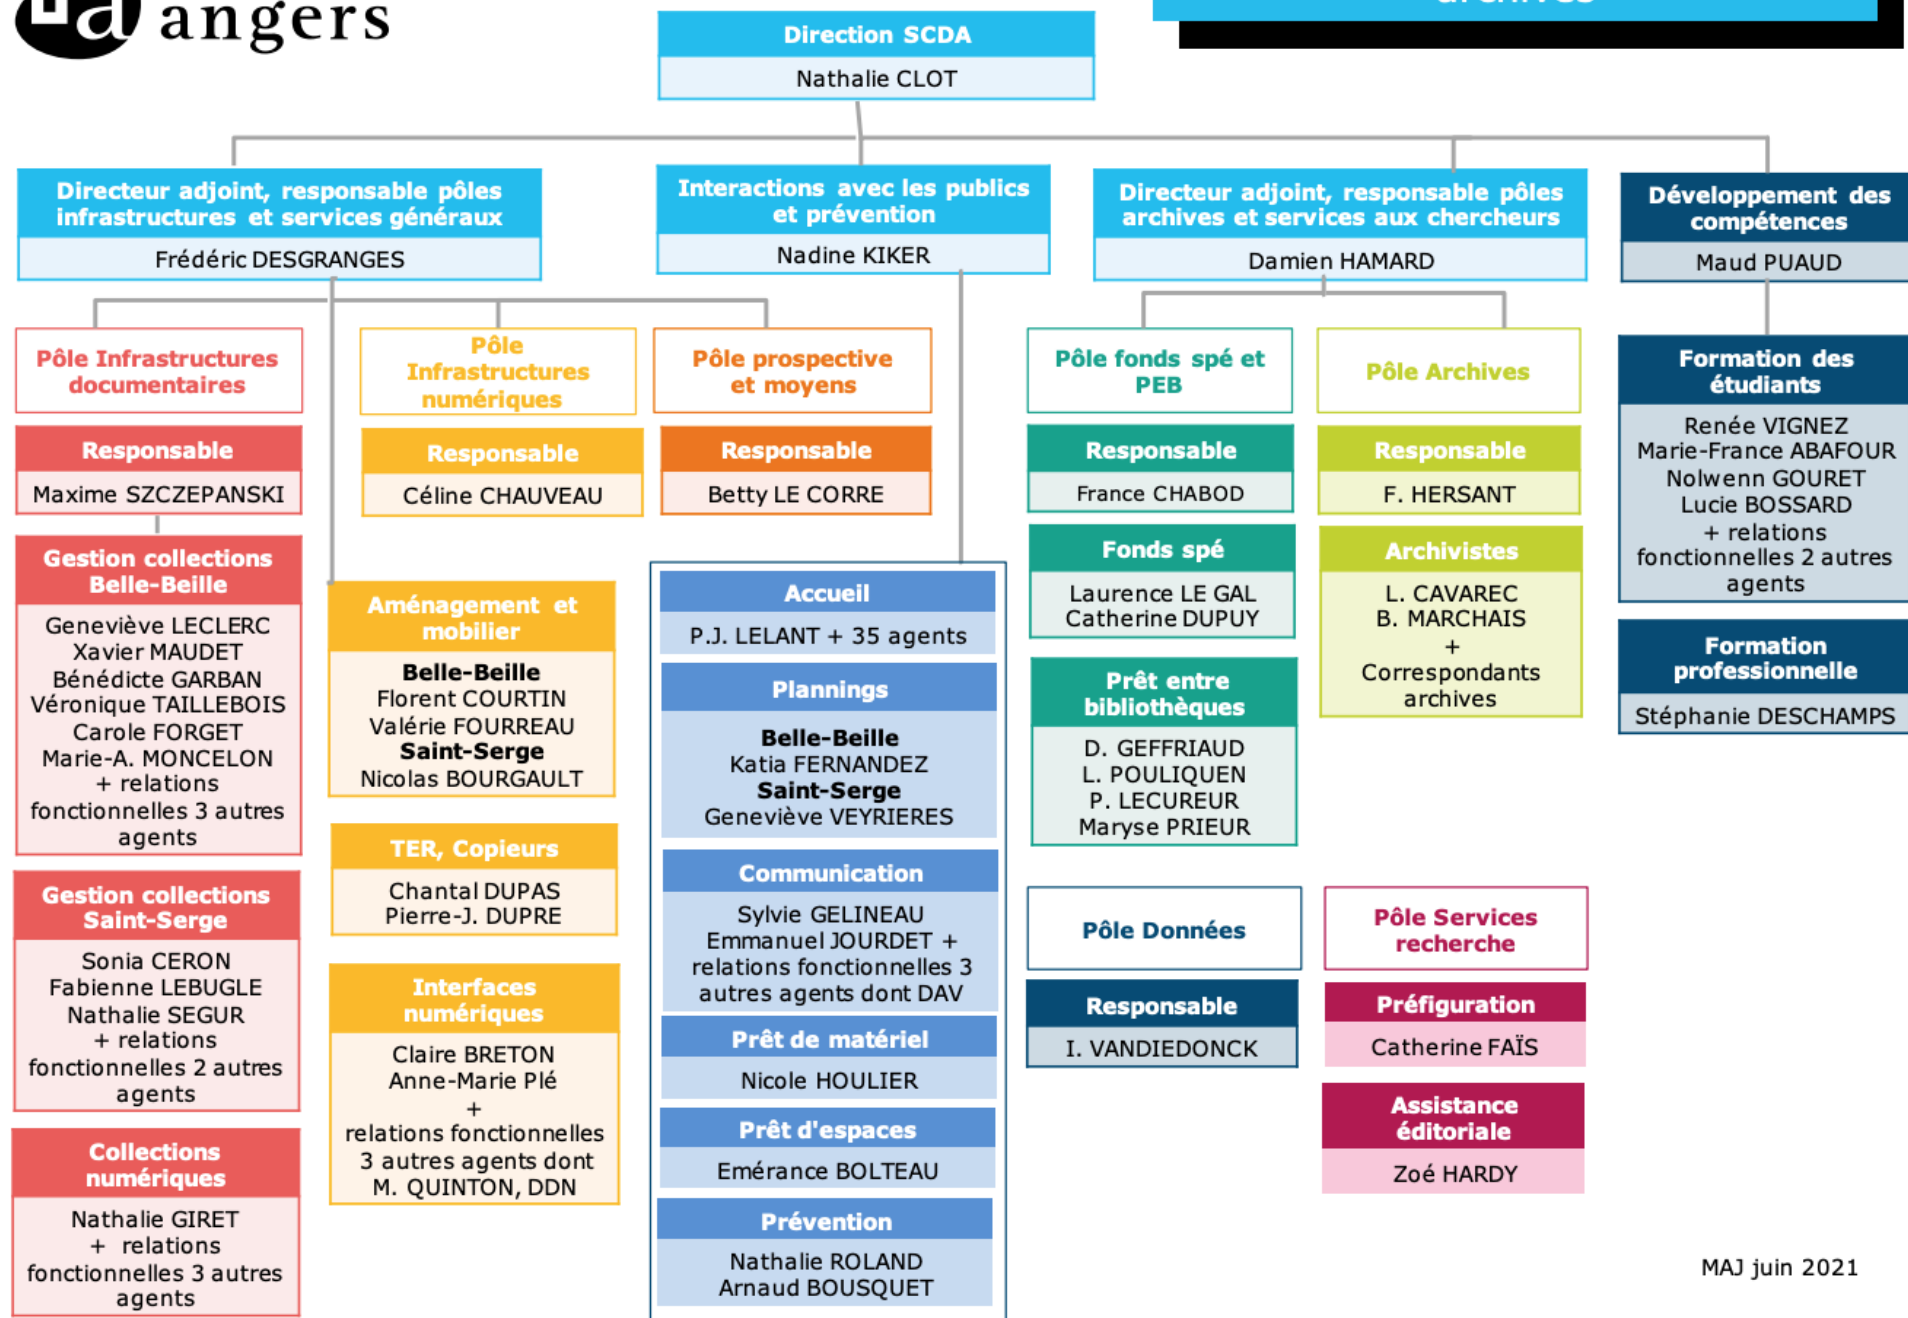 angers
Direction SCDA
Nathalie CLOT
Directeur adjoint, responsable pôles
infrastructures et services généraux
Frédéric DESGRANGES
Interactions avec les publics
et prévention
Nadine KIKER
Directeur adjoint, responsable pôles
archives et services aux chercheurs
Damien HAMARD
Développement des
compétences
Maud PUAUD
Pôle Infrastructures
documentaires
Responsable
Maxime SZCZEPANSKI
Gestion collections
Belle-Beille
Geneviève LECLERC
Xavier MAUDET
Bénédicte GARBAN
Véronique TAILLEBOIS
Carole FORGET
Marie-A. MONCELON
+ relations
fonctionnelles 3 autres
agents
Gestion collections
Saint-Serge
Sonia CERON
Fabienne LEBUGLE
Nathalie SEGUR
+ relations
fonctionnelles 2 autres
agents
Collections
numériques
Nathalie GIRET
+ relations
fonctionnelles 3 autres
agents
Pôle
Infrastructures
numériques
Responsable
Céline CHAUVEAU
Aménagement et
mobilier
Belle-Beille
Florent COURTIN
Valérie FOURREAU
Saint-Serge
Nicolas BOURGAULT
TER, Copieurs
Chantal DUPAS
Pierre-J. DUPRE
Interfaces
numériques
Claire BRETON
Anne-Marie Plé
+
relations fonctionnelles
3 autres agents dont
M. QUINTON, DDN
Pôle prospective
et moyens
Responsable
Betty LE CORRE
Accueil
P.J. LELANT + 35 agents
Plannings
Belle-Beille
Katia FERNANDEZ
Saint-Serge
Geneviève VEYRIERES
Communication
Sylvie GELINEAU
Emmanuel JOURDET +
relations fonctionnelles 3
autres agents dont DAV
Prêt de matériel
Nicole HOULIER
Prêt d'espaces
Emérance BOLTEAU
Prévention
Nathalie ROLAND
Arnaud BOUSQUET
Pôle fonds spé et
PEB
Responsable
France CHABOD
Fonds spé
Laurence LE GAL
Catherine DUPUY
Prêt entre
bibliothèques
D. GEFFRIAUD
L. POULIQUEN
P. LECUREUR
Maryse PRIEUR
Pôle Archives
Responsable
F. HERSANT
Archivistes
L. CAVAREC
B. MARCHAIS
+
Correspondants
archives
Pôle Données
Responsable
I. VANDIEDONCK
Pôle Services
recherche
Préfiguration
Catherine FAÏS
Assistance
éditoriale
Zoé HARDY
Formation des
étudiants
Renée VIGNEZ
Marie-France ABAFOUR
Nolwenn GOURET
Lucie BOSSARD
+ relations
fonctionnelles 2 autres
agents
Formation
professionnelle
Stéphanie DESCHAMPS
MAJ juin 2021